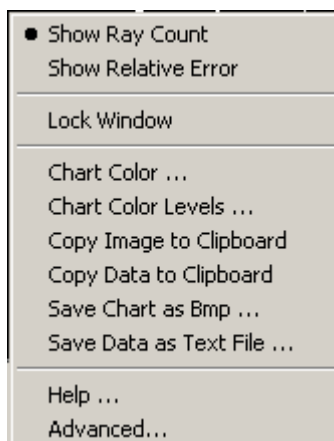 Show Ray Count
Show Relative Error
Lock Window
Chart Color ...
Chart Color Levels ...
Copy Image to Clipboard
Copy Data to Clipboard
Save Chart as Bmp ...
Save Data as Text File ...
Help ...
Advanced...